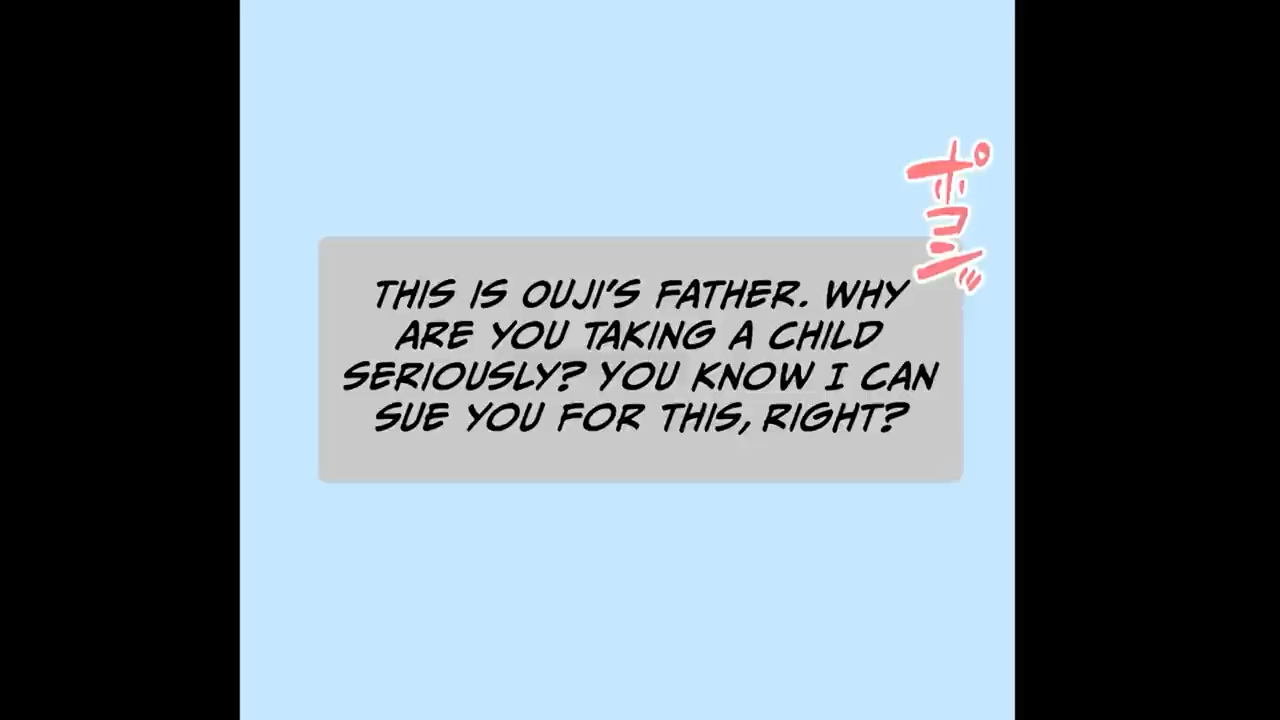 THIS IS OUJI'S FATHER. WHY
ARE YOU TAKING A CHILD
SERIOUSLY? YOU KNOW I CAN
SUE YOU FOR THIS, RIGHT?
ポコン